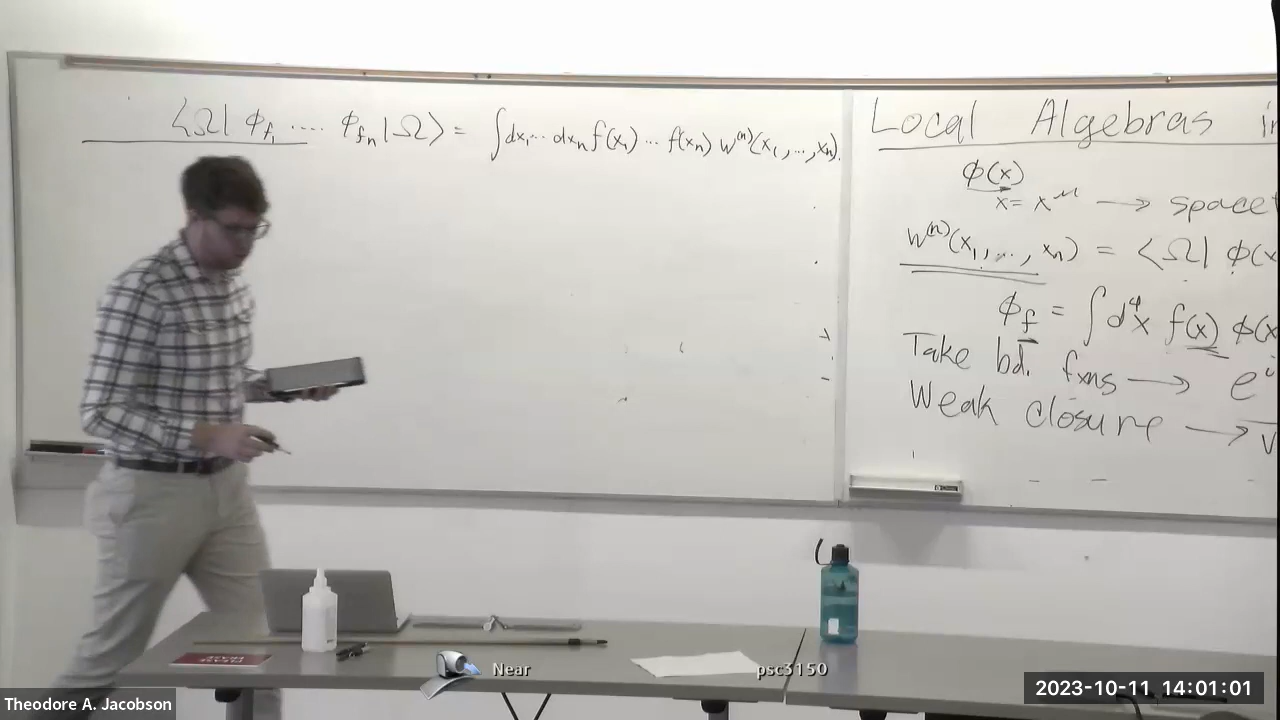 ⟨Ω| ϕ_{f_1} .... ϕ_{f_n} |Ω⟩ = ∫dx_1... dx_n f(x_1) ... f(x_n) W^{(n)}(x_1,...,x_n).
Local Algebras in
ϕ(x)
x = x^μ → space
W^{(n)}(x_1,...,x_n) = ⟨Ω| ϕ(x
ϕ_f = ∫d^4x f(x) ϕ(x
Take bd. fxns → e^i
Weak closure →
Near
psc3150
2023-10-11 14:01:01
Theodore A. Jacobson